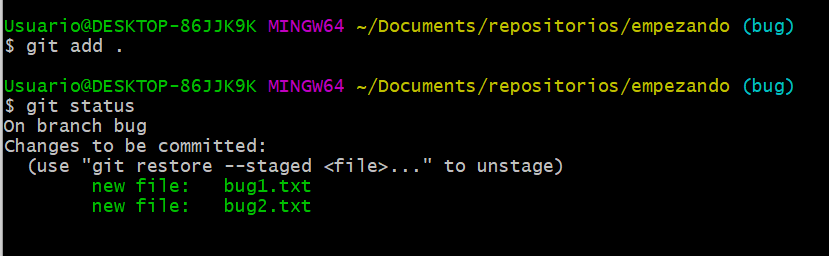 Usuario@DESKTOP-86JJK9K MINGW64 ~/Documents/repositorios/empezando (bug)
$ git add .
Usuario@DESKTOP-86JJK9K MINGW64 ~/Documents/repositorios/empezando (bug)
$ git status
On branch bug
Changes to be committed:
  (use "git restore --staged <file>..." to unstage)
        new file:   bug1.txt
        new file:   bug2.txt